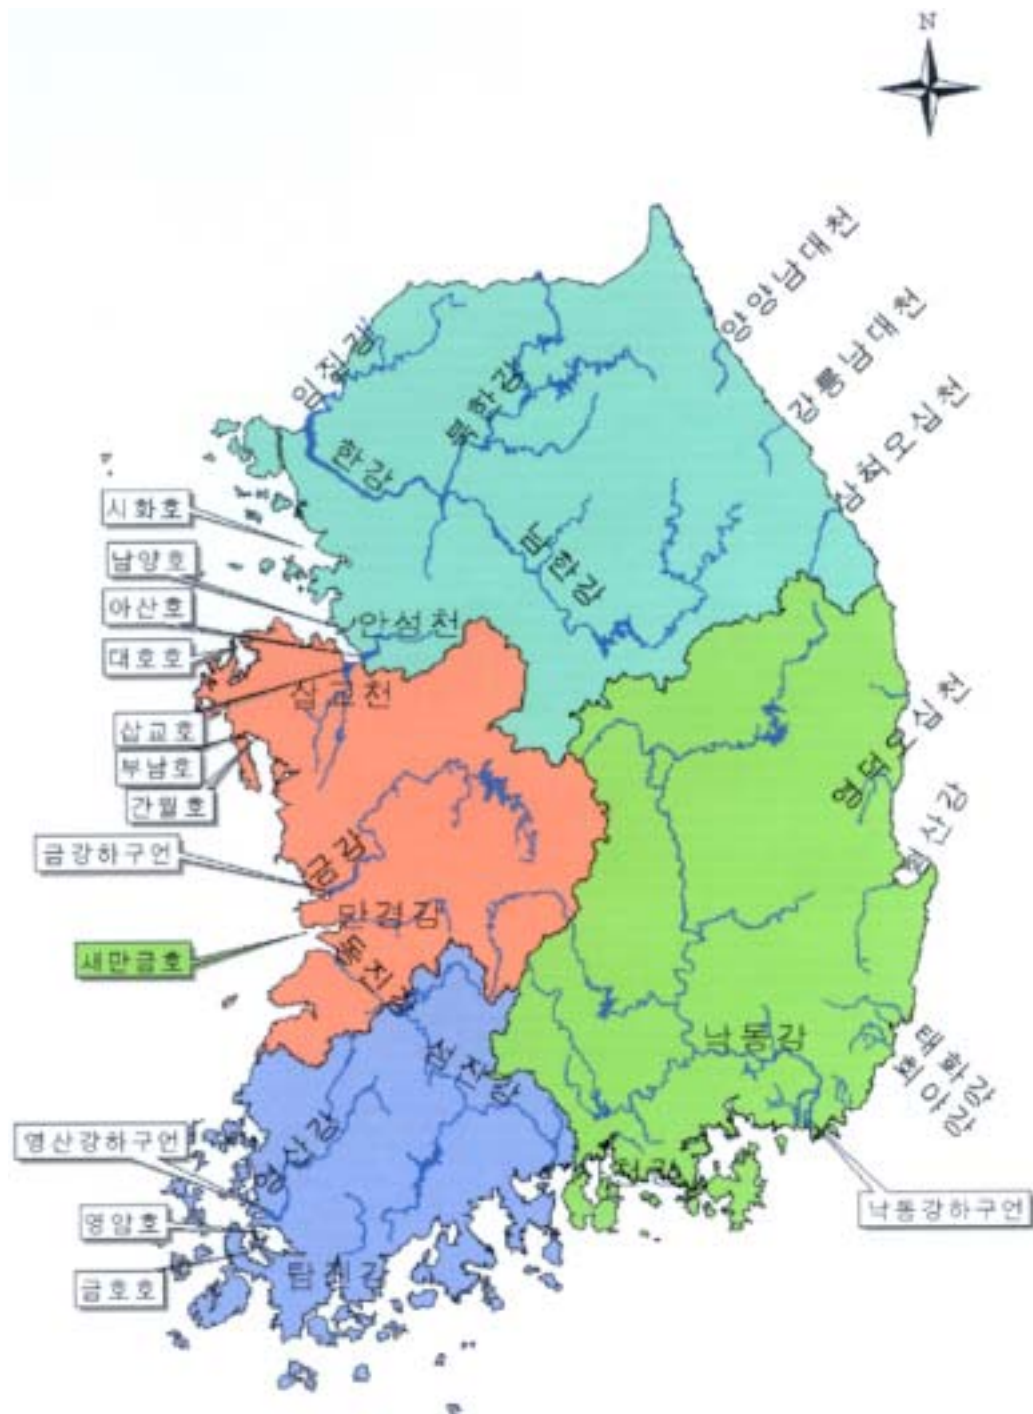 N
양양남대천
강릉남대천
삼척오십천
임진강
북한강
한강
남한강
시화호
남양호
아산호
대호호
안성천
삽교천
삽교호
부남호
간월호
영덕오십천
형산강
금강하구언
금강
만경강
동진
새만금호
섬진강
낙동강
태화강
회야강
영산강하구언
영산강
낙동강하구언
영암호
금호호
탐진강